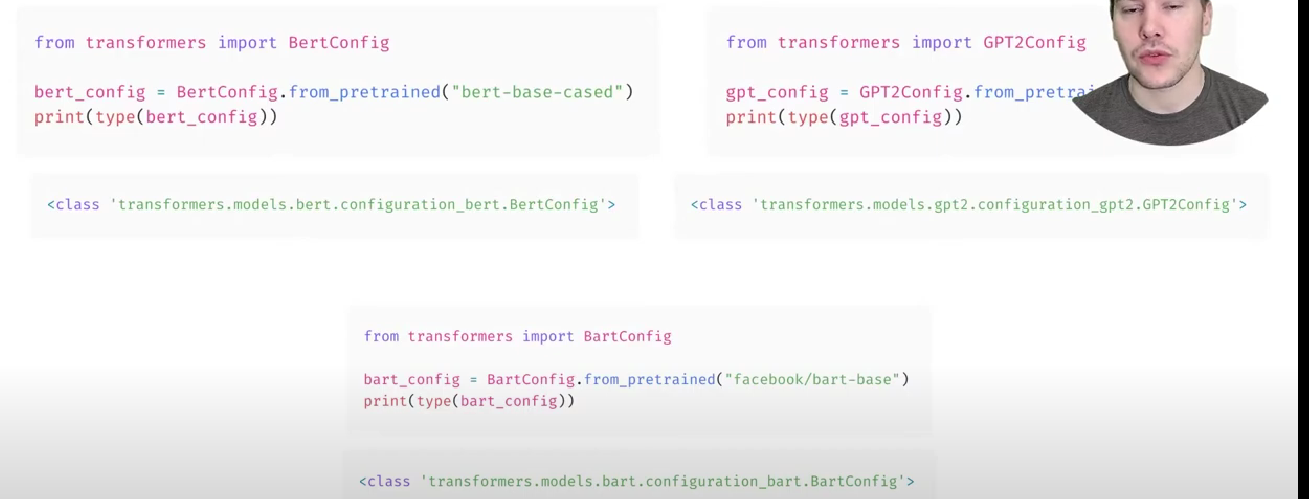 from transformers import BertConfig
bert_config = BertConfig.from_pretrained("bert-base-cased")
print(type(bert_config))
<class 'transformers.models.bert.configuration_bert.BertConfig'>
from transformers import GPT2Config
gpt_config = GPT2Config.from_pretrai
print(type(gpt_config))
<class 'transformers.models.gpt2.configuration_gpt2.GPT2Config'>
from transformers import BartConfig
bart_config = BartConfig.from_pretrained("facebook/bart-base")
print(type(bart_config))
<class 'transformers.models.bart.configuration_bart.BartConfig'>